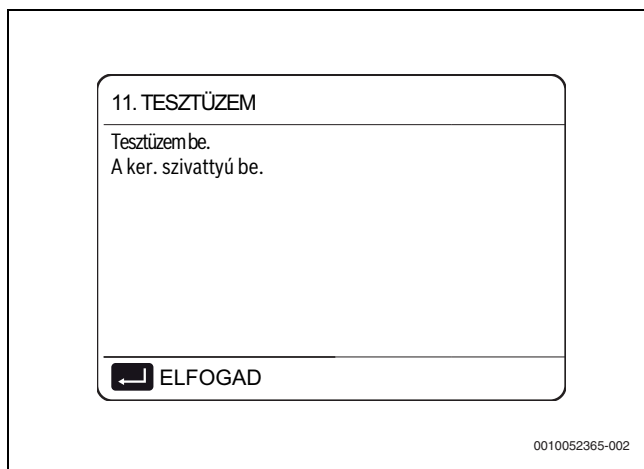 11. TESZTÜZEM
Tesztüzem be.
A ker. szivattyú be.
ELFOGAD
0010052365-002